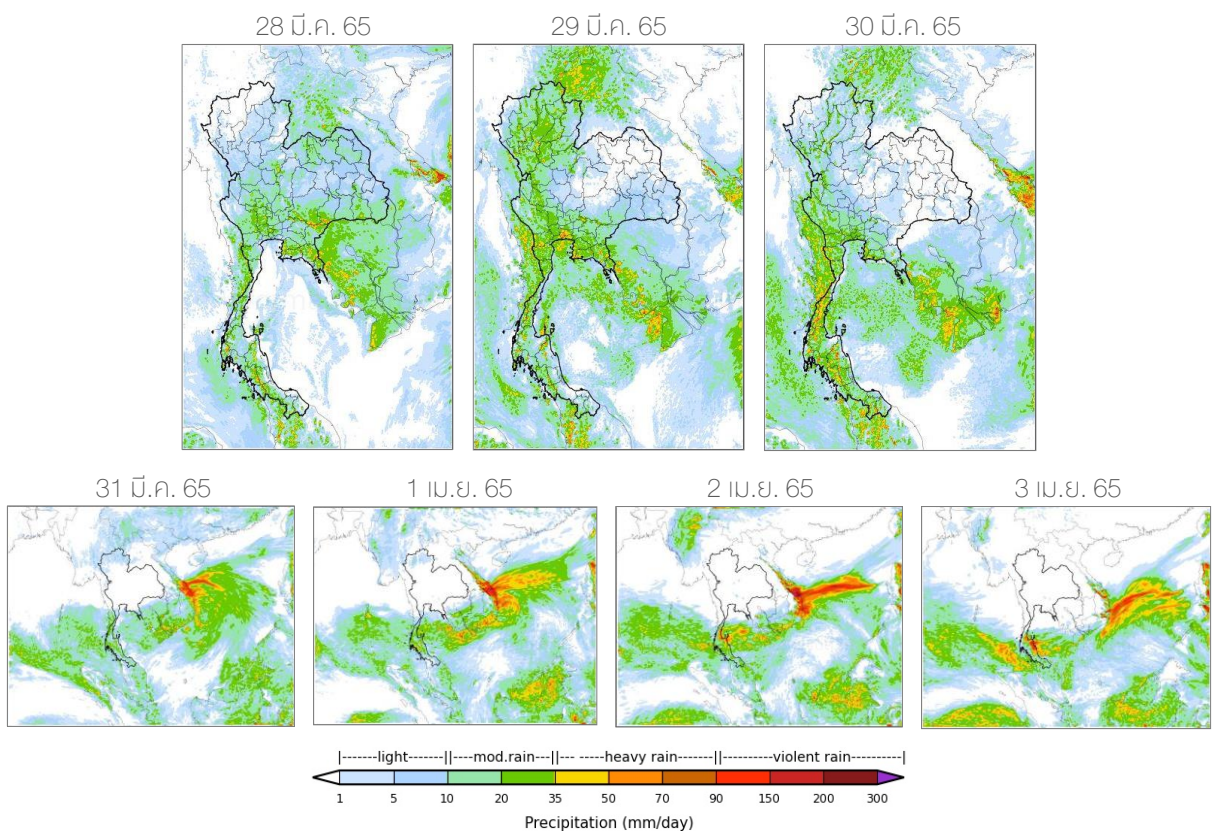 28 มี.ค. 65 29 มี.ค. 65 30 มี.ค. 65
31 มี.ค. 65 1 เม.ย. 65 2 เม.ย. 65 3 เม.ย. 65
|------light-------||----mod.rain---||--- ----heavy rain-------||---------violent rain---------|
1 5 10 20 35 50 70 90 150 200 300
Precipitation (mm/day)